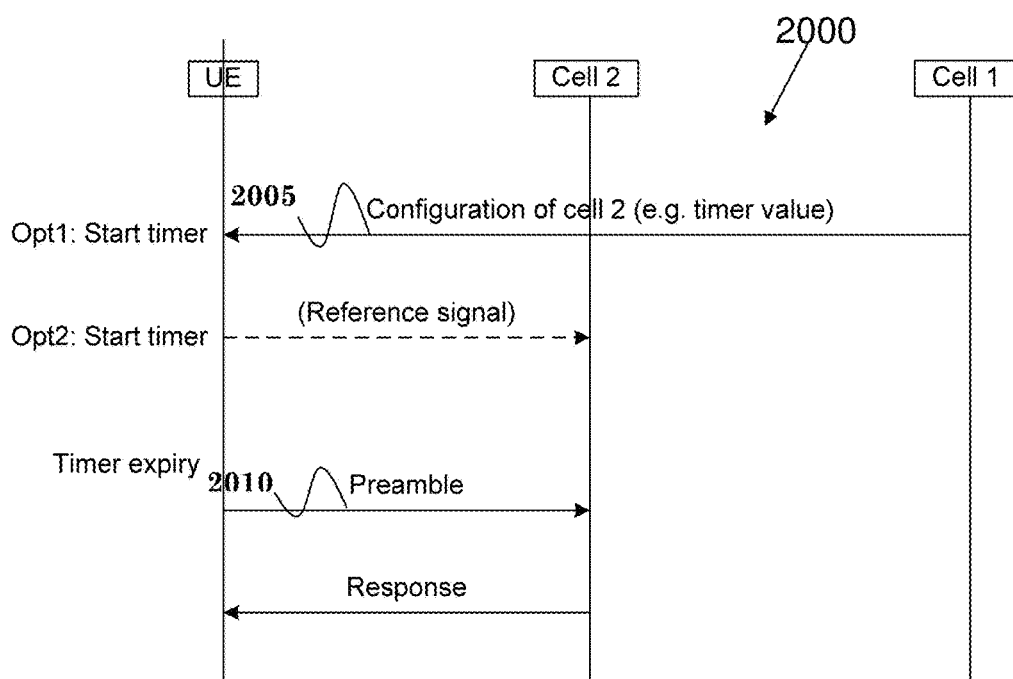 2000
UE
Cell 2
Cell 1
2005
Configuration of cell 2 (e.g. timer value)
Opt1: Start timer
(Reference signal)
Opt2: Start timer
Timer expiry
2010
Preamble
Response